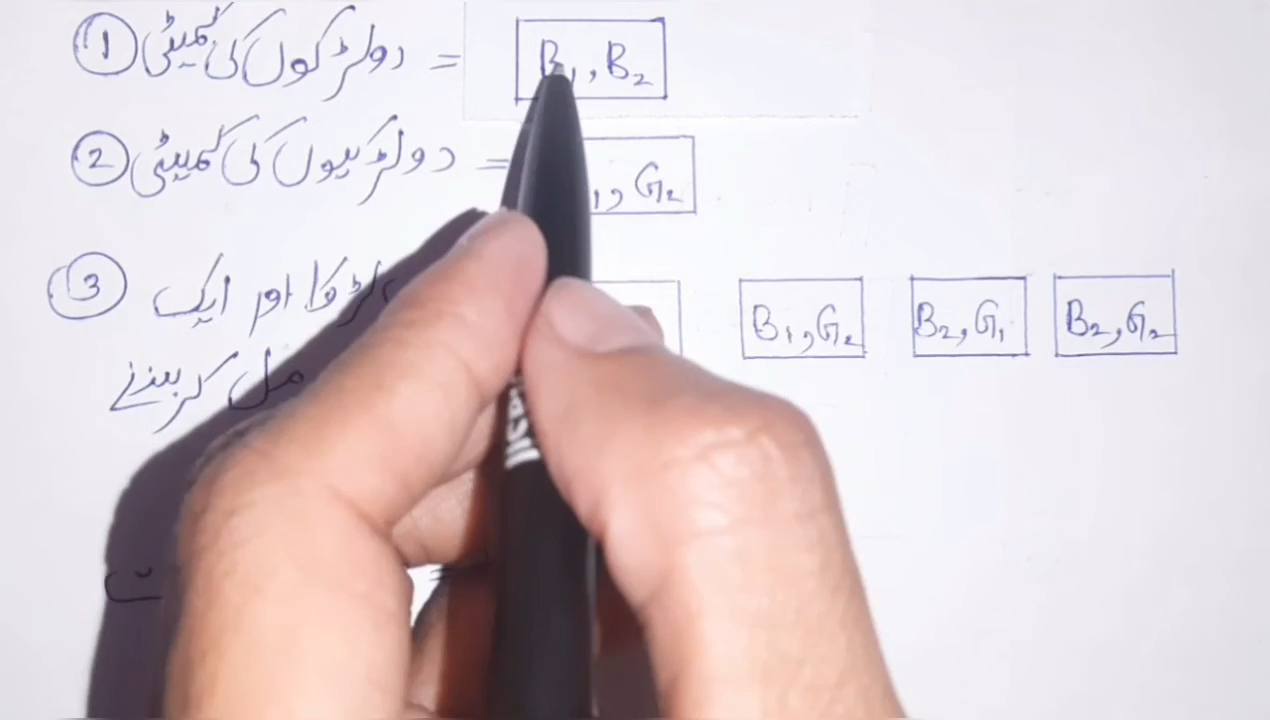 ① دو لڑکوں کی کمیٹی = B₁, B₂
② دو لڑکیوں کی کمیٹی = ₁, G₂
③ لڑکا اور ایک B₁, G₂ B₂, G₁ B₂, G₂
مل کر بننے